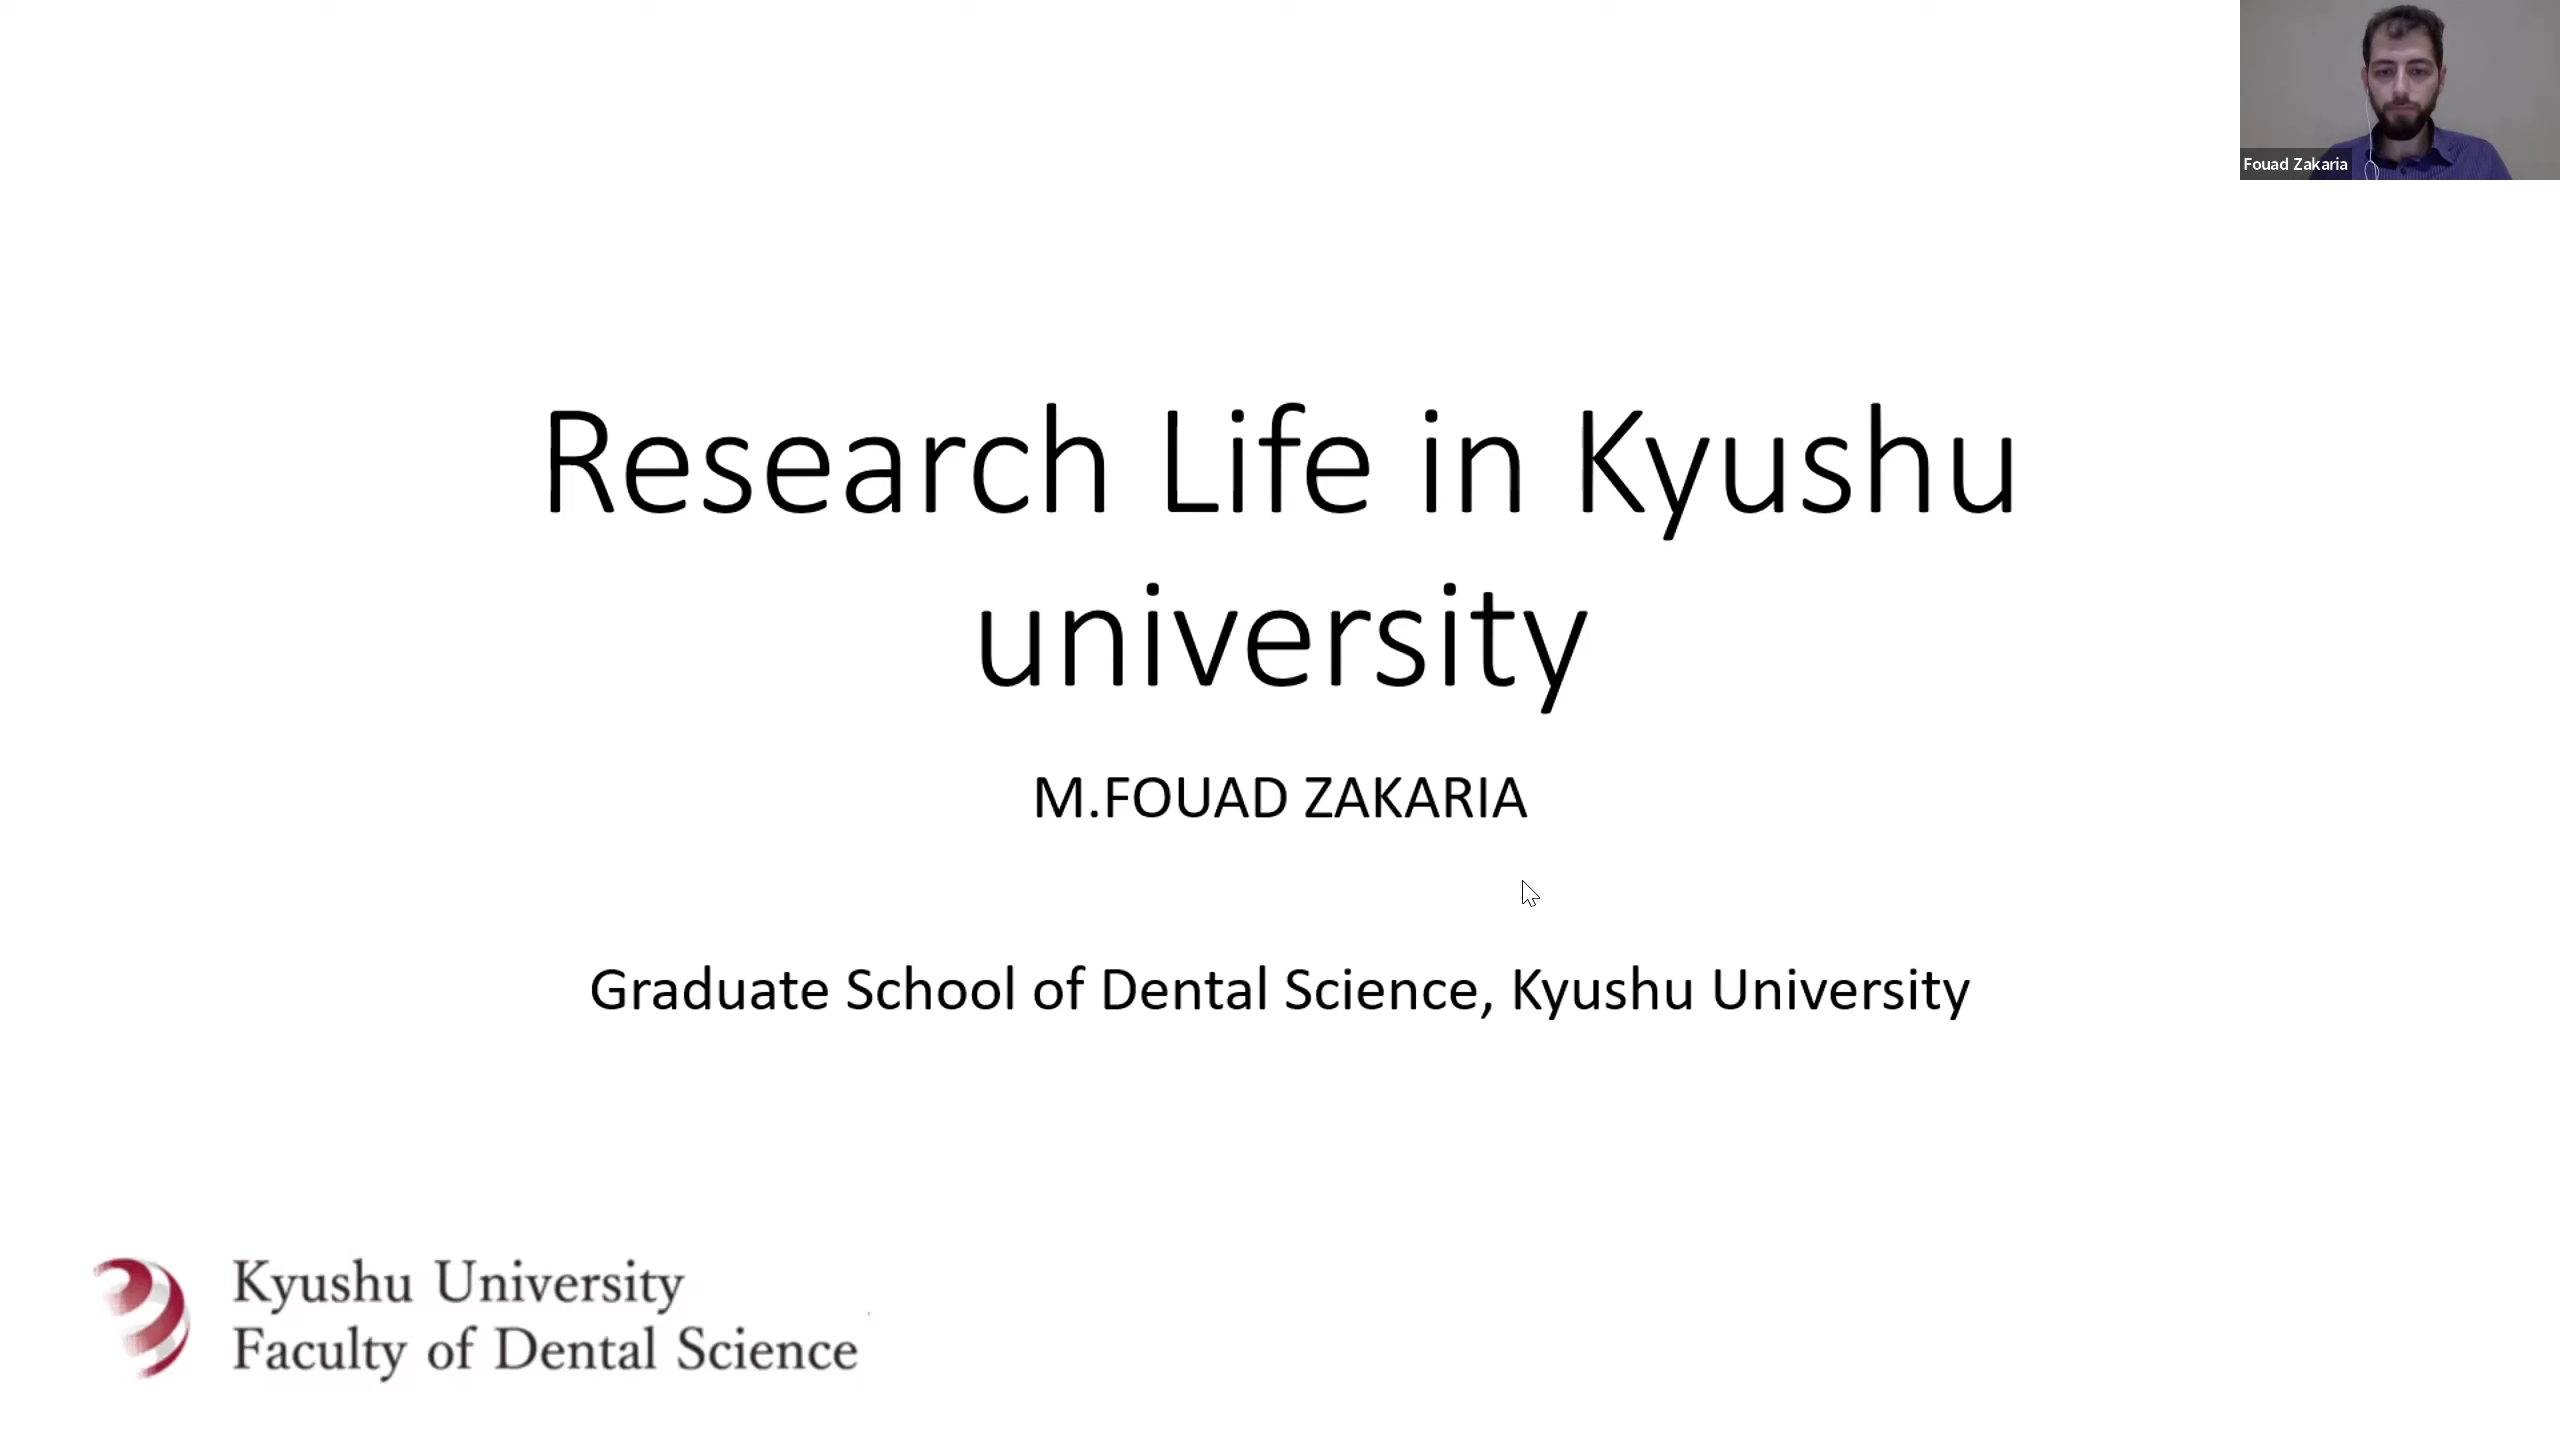 Fouad Zakaria
Research Life in Kyushu
university
M.FOUAD ZAKARIA
Graduate School of Dental Science, Kyushu University
Kyushu University
Faculty of Dental Science